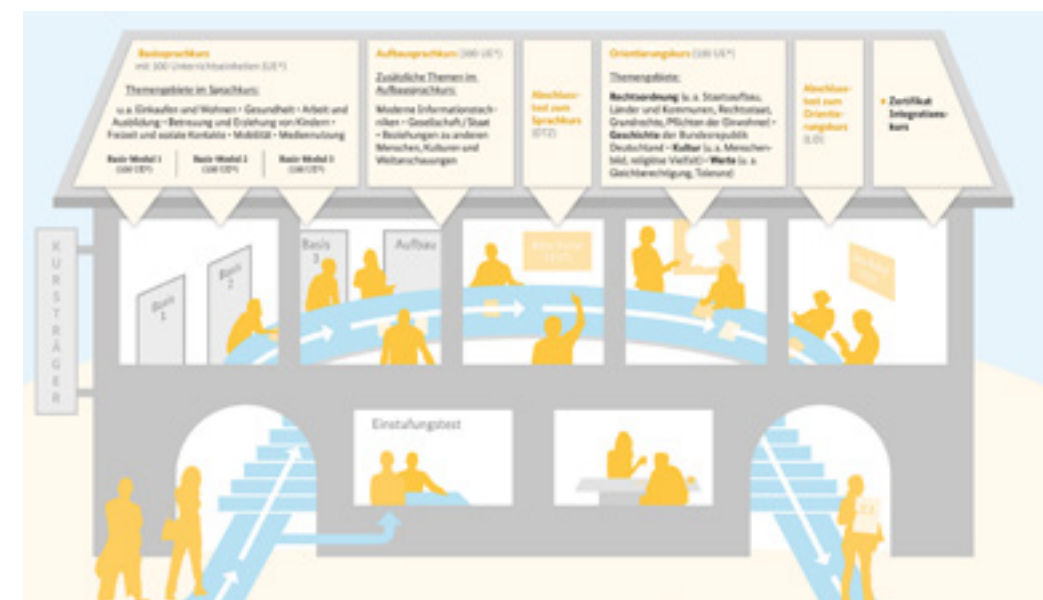 Basissprachkurs
mit 300 Unterrichtseinheiten (UE*)
Themengebiete im Sprachkurs:
u.a. Einkaufen und Wohnen • Gesundheit • Arbeit und
Ausbildung • Betreuung und Erziehung von Kindern •
Freizeit und soziale Kontakte • Mobilität • Mediennutzung
Basis-Modul 1
(100 UE*)
Basis-Modul 2
(100 UE*)
Basis-Modul 3
(100 UE*)
Aufbausprachkurs (300 UE*)
Zusätzliche Themen im
Aufbausprachkurs:
Moderne Informationstech-
niken • Gesellschaft/Staat
• Beziehungen zu anderen
Menschen, Kulturen und
Weltanschauungen
Abschluss-
test zum
Sprachkurs
(DTZ)
Orientierungskurs (100 UE*)
Themengebiete:
Rechtsordnung (u. a. Staatsaufbau,
Länder und Kommunen, Rechtsstaat,
Grundrechte, Pflichten der Einwohner) •
Geschichte der Bundesrepublik
Deutschland • Kultur (u. a. Menschen-
bild, religiöse Vielfalt) • Werte (u. a.
Gleichberechtigung, Toleranz)
Abschluss-
test zum
Orientie-
rungskurs
(LiD)
Zertifikat
Integrations-
kurs
KURSTRÄGER
Basis
1
Basis
2
Basis
3
Aufbau
Einstufungstest